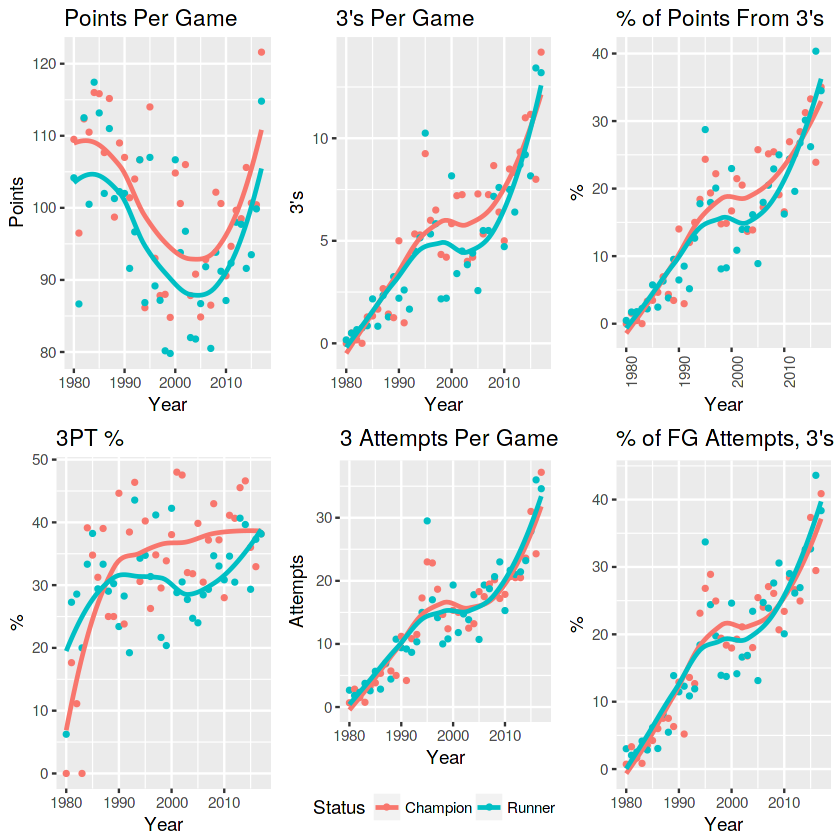 Points Per Game
3's Per Game
% of Points From 3's
Points
120
110
100
90
80
1980 1990 2000 2010
Year
3's
10
5
0
1980 1990 2000 2010
Year
%
40
30
20
10
0
1980 1990 2000 2010
Year
3PT %
3 Attempts Per Game
% of FG Attempts, 3's
%
50
40
30
20
10
0
1980 1990 2000 2010
Year
Attempts
30
20
10
0
1980 1990 2000 2010
Year
%
40
30
20
10
0
1980 1990 2000 2010
Year
Status Champion Runner